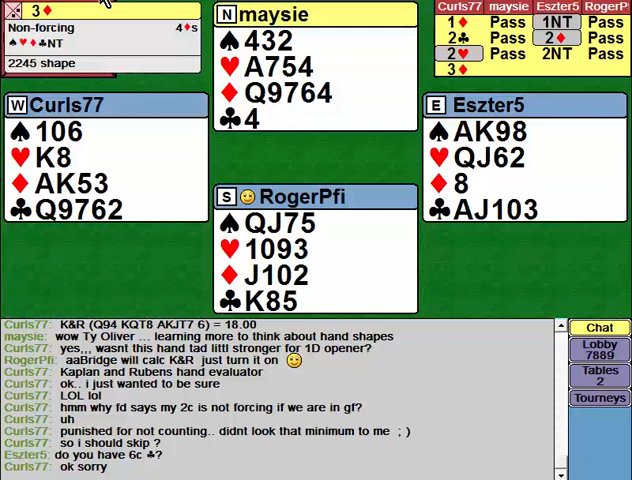 3♦
Non-forcing 4♦s
♠♥♦♣NT
2245 shape
N maysie
♠432
♥A754
♦Q9764
♣4
Curls77 maysie Eszter5 RogerP
1♦ Pass 1NT Pass
2♣ Pass 2♦ Pass
2♥ Pass 2NT Pass
3♦
W Curls77
♠106
♥K8
♦AK53
♣Q9762
E Eszter5
♠AK98
♥QJ62
♦8
♣AJ103
S RogerPfi
♠QJ75
♥1093
♦J102
♣K85
Curls77: K&R (Q94 KQT8 AKJT7 6) = 18.00
maysie: wow Ty Oliver ... learning more to think about hand shapes
Curls77: yes,,, wasnt this hand tad littl stronger for 1D opener?
RogerPfi: aaBridge will calc K&R just turn it on
Curls77: Kaplan and Rubens hand evaluator
Curls77: ok.. i just wanted to be sure
Curls77: LOL lol
Curls77: hmm why fd says my 2c is not forcing if we are in gf?
Curls77: uh
Curls77: punished for not counting.. didnt look that minimum to me ; )
Curls77: so i should skip ?
Eszter5: do you have 6c ♣?
Curls77: ok sorry
Chat
Lobby
7889
Tables
2
Tourneys